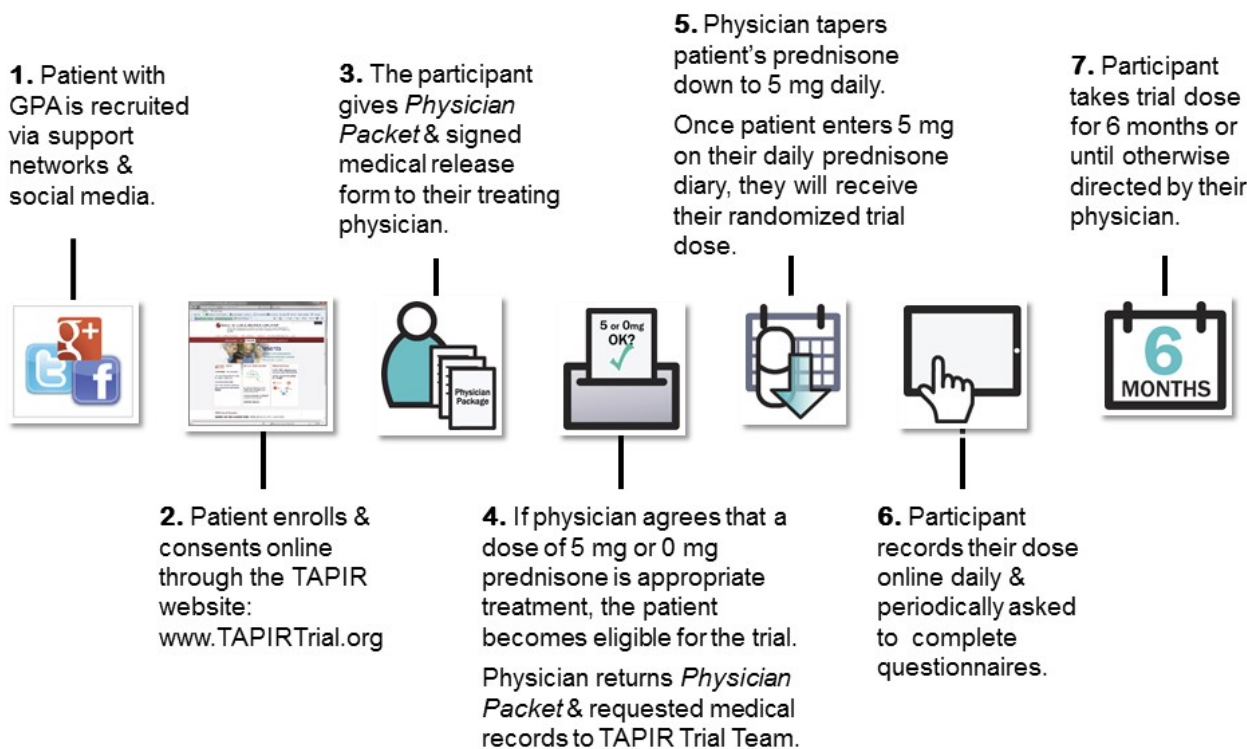 1. Patient with
GPA is recruited
via support
networks &
social media.
g+
t
f
2. Patient enrolls &
consents online
through the TAPIR
website:
www.TAPIRTrial.org
3. The participant
gives Physician
Packet & signed
medical release
form to their treating
physician.
Physician
Package
5 or 0mg
OK?
4. If physician agrees that a
dose of 5 mg or 0 mg
prednisone is appropriate
treatment, the patient
becomes eligible for the trial.
Physician returns Physician
Packet & requested medical
records to TAPIR Trial Team.
5. Physician tapers
patient's prednisone
down to 5 mg daily.
Once patient enters 5 mg
on their daily prednisone
diary, they will receive
their randomized trial
dose.
6. Participant
records their dose
online daily &
periodically asked
to complete
questionnaires.
7. Participant
takes trial dose
for 6 months or
until otherwise
directed by their
physician.
6
MONTHS